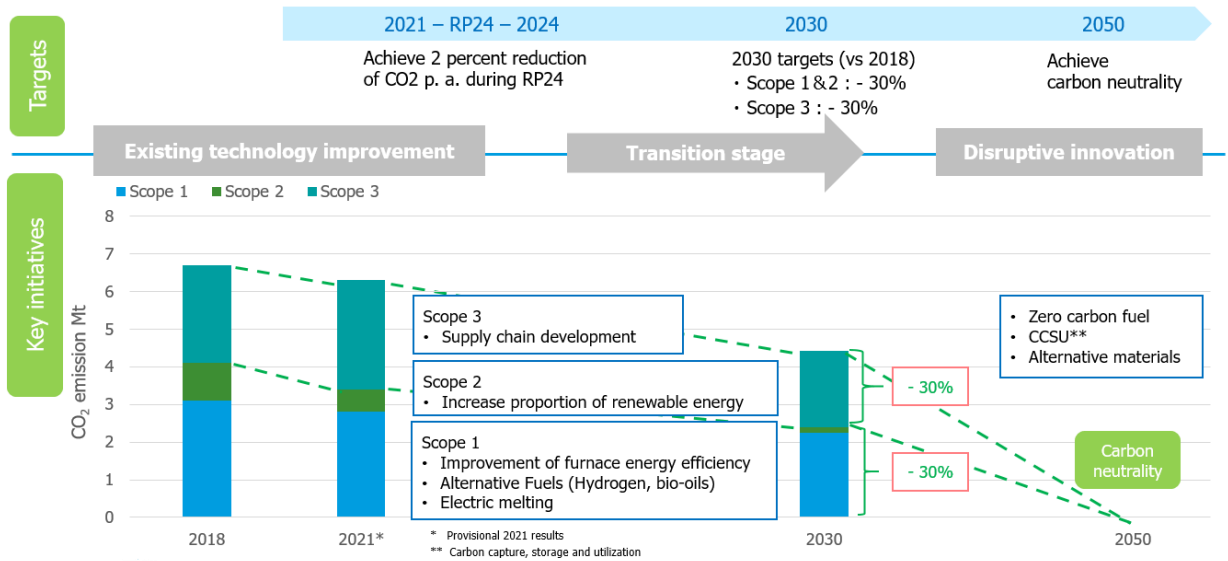 Targets
2021 – RP24 – 2024
2030
2050
Achieve 2 percent reduction
of CO2 p. a. during RP24
2030 targets (vs 2018)
・Scope 1&2 : - 30%
・Scope 3 : - 30%
Achieve
carbon neutrality
Existing technology improvement
Transition stage
Disruptive innovation
Key initiatives
Scope 1
Scope 2
Scope 3
CO₂ emission Mt
8
7
6
5
4
3
2
1
0
2018
2021*
2030
2050
Scope 3
• Supply chain development
Scope 2
• Increase proportion of renewable energy
Scope 1
• Improvement of furnace energy efficiency
• Alternative Fuels (Hydrogen, bio-oils)
• Electric melting
- 30%
- 30%
• Zero carbon fuel
• CCSU**
• Alternative materials
Carbon
neutrality
* Provisional 2021 results
** Carbon capture, storage and utilization